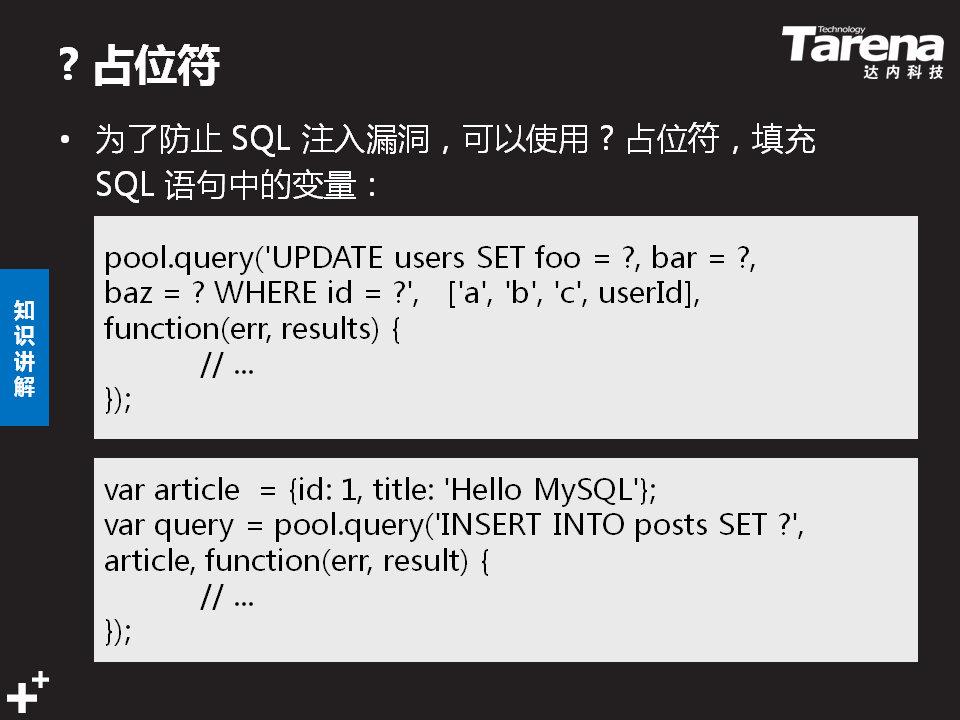 ? 占位符
Technology
Tarena
达内科技
• 为了防止 SQL 注入漏洞，可以使用 ? 占位符，填充
SQL 语句中的变量：
知识讲解
pool.query('UPDATE users SET foo = ?, bar = ?,
baz = ? WHERE id = ?',   ['a', 'b', 'c', userId],
function(err, results) {
// ...
});
var article  = {id: 1, title: 'Hello MySQL'};
var query = pool.query('INSERT INTO posts SET ?',
article, function(err, result) {
// ...
});